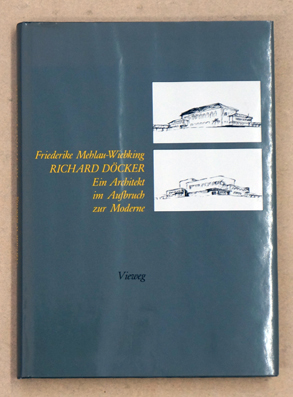 Friederike Mehlau-Wiebking
RICHARD DÖCKER
Ein Architekt
im Aufbruch
zur Moderne
Vieweg